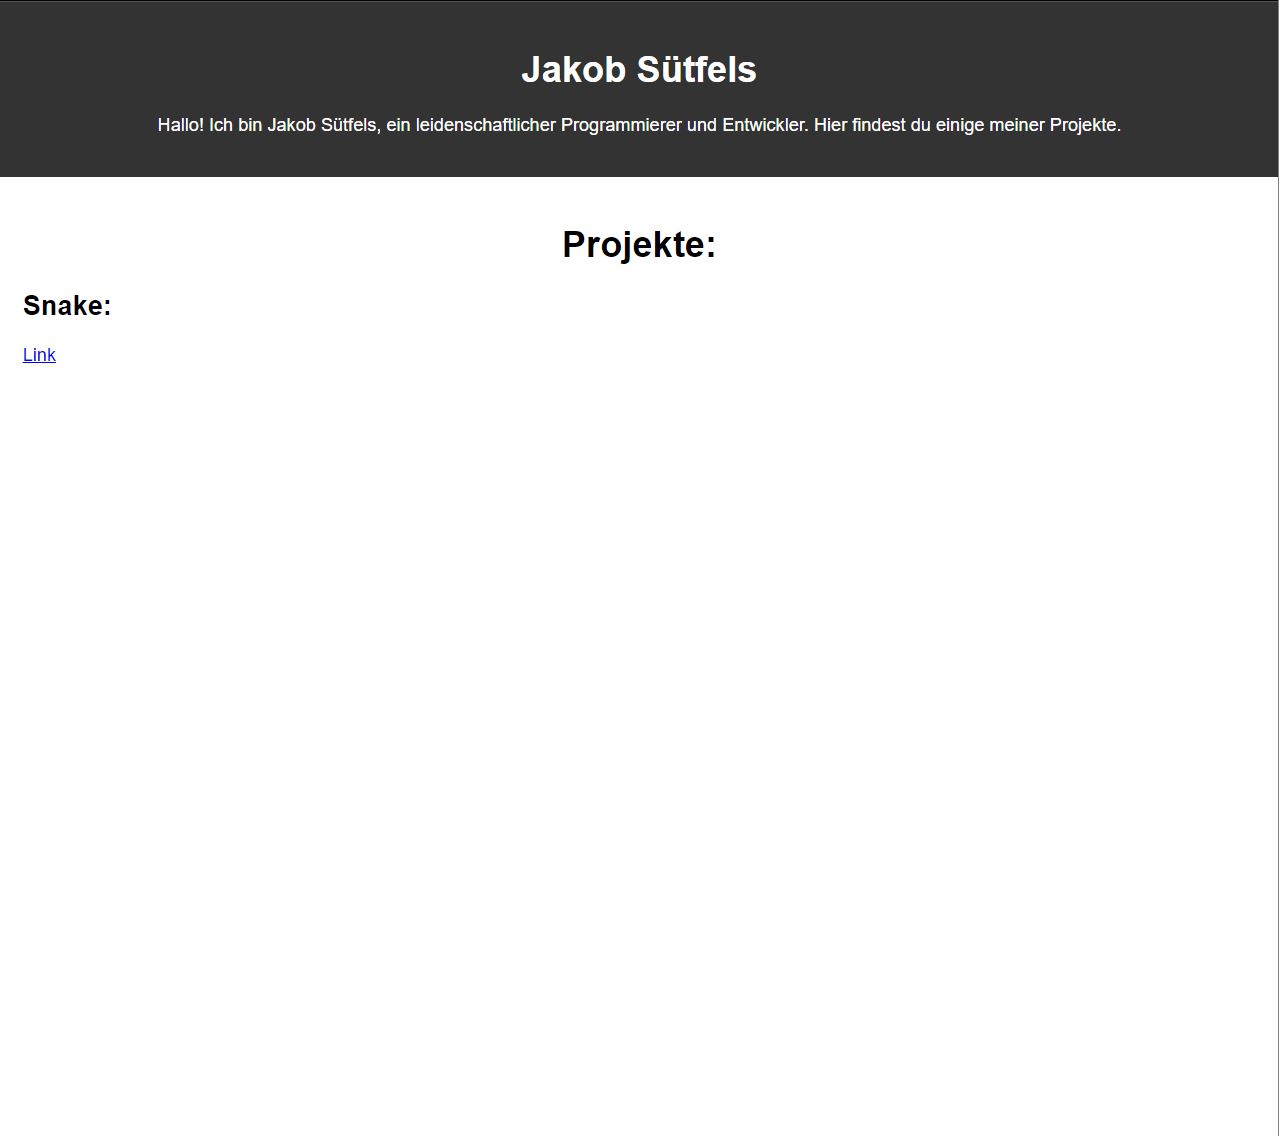 Jakob Sütfels
Hallo! Ich bin Jakob Sütfels, ein leidenschaftlicher Programmierer und Entwickler. Hier findest du einige meiner Projekte.
Projekte:
Snake:
Link